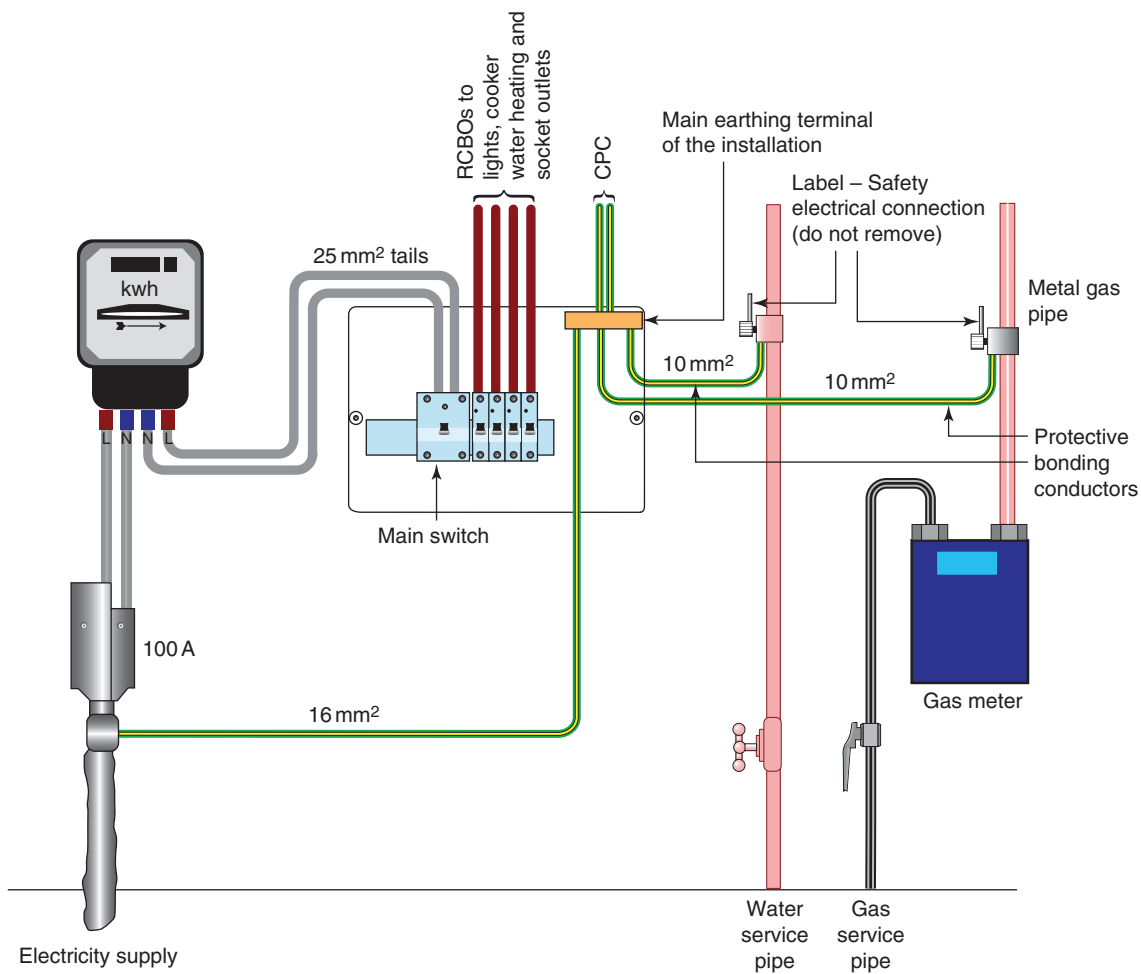 RCBOs to
lights, cooker
water heating and
socket outlets
CPC
Main earthing terminal
of the installation
Label – Safety
electrical connection
(do not remove)
25 mm² tails
kwh
Metal gas
pipe
10 mm²
10 mm²
L N N L
Protective
bonding
conductors
Main switch
100 A
Gas meter
16 mm²
Water
service
pipe
Gas
service
pipe
Electricity supply